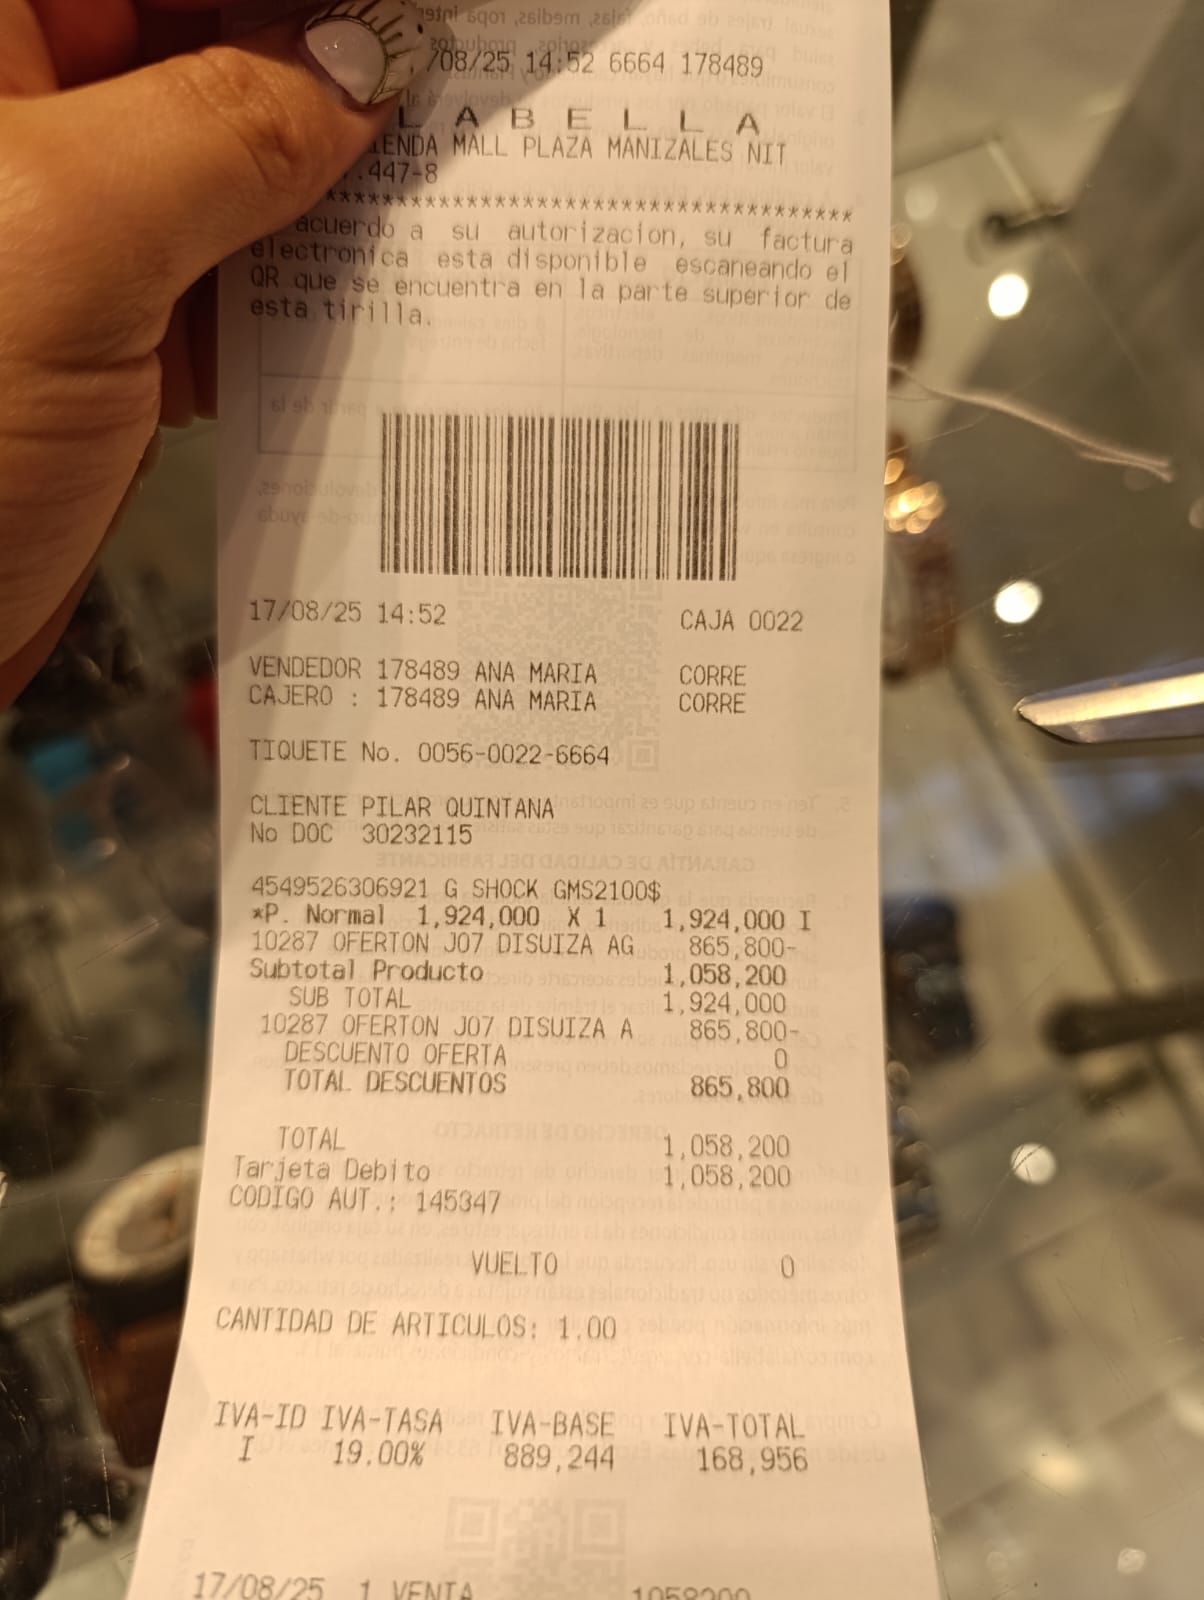 /08/25 14:52 6664 178489
LABELLA
IENDA MALL PLAZA MANIZALES NIT
.447-8
****************************************
acuerdo a su autorizacion, su factura
electronica esta disponible escaneando el
QR que se encuentra en la parte superior de
esta tirilla.
17/08/25 14:52 CAJA 0022
VENDEDOR 178489 ANA MARIA CORRE
CAJERO : 178489 ANA MARIA CORRE
TIQUETE No. 0056-0022-6664
CLIENTE PILAR QUINTANA
No DOC 30232115
4549526306921 G SHOCK GMS2100$
*P. Normal 1,924,000 X 1 1,924,000 I
10287 OFERTON J07 DISUIZA AG 865,800-
Subtotal Producto 1,058,200
SUB TOTAL 1,924,000
10287 OFERTON J07 DISUIZA A 865,800-
DESCUENTO OFERTA 0
TOTAL DESCUENTOS 865,800
TOTAL 1,058,200
Tarjeta Debito 1,058,200
CODIGO AUT.: 145347
VUELTO 0
CANTIDAD DE ARTICULOS: 1.00
IVA-ID IVA-TASA IVA-BASE IVA-TOTAL
I 19.00% 889,244 168,956
17/08/25 1 VENTA 1058200